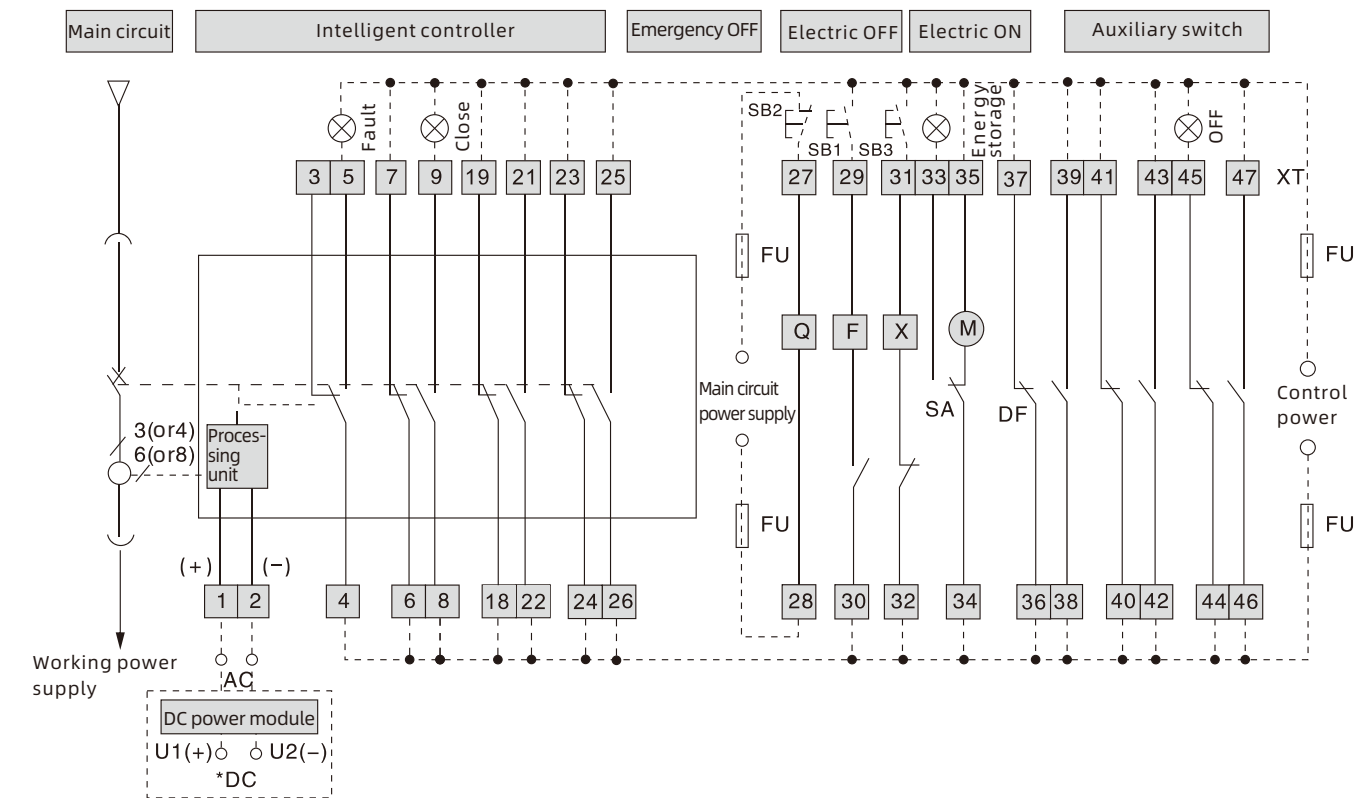 Main circuit
Intelligent controller
Emergency OFF
Electric OFF
Electric ON
Auxiliary switch
Fault
Close
SB2
SB1
SB3
Energy
storage
OFF
3 5 7 9 19 21 23 25 27 29 31 33 35 37 39 41 43 45 47 XT
FU
FU
Q F X M
Main circuit
power supply
SA
DF
Control
power
3(or4)
6(or8)
Proces-
sing
unit
FU
FU
(+) (−)
1 2 4 6 8 18 22 24 26 28 30 32 34 36 38 40 42 44 46
Working power
supply
AC
DC power module
U1(+) U2(−)
*DC